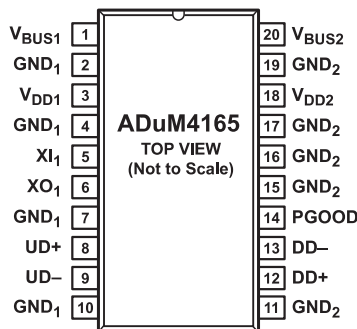 VBUS1 1 20 VBUS2
GND1 2 19 GND2
VDD1 3 18 VDD2
GND1 4 ADuM4165 17 GND2
XI1 5 TOP VIEW 16 GND2
(Not to Scale)
XO1 6 15 GND2
GND1 7 14 PGOOD
UD+ 8 13 DD–
UD– 9 12 DD+
GND1 10 11 GND2